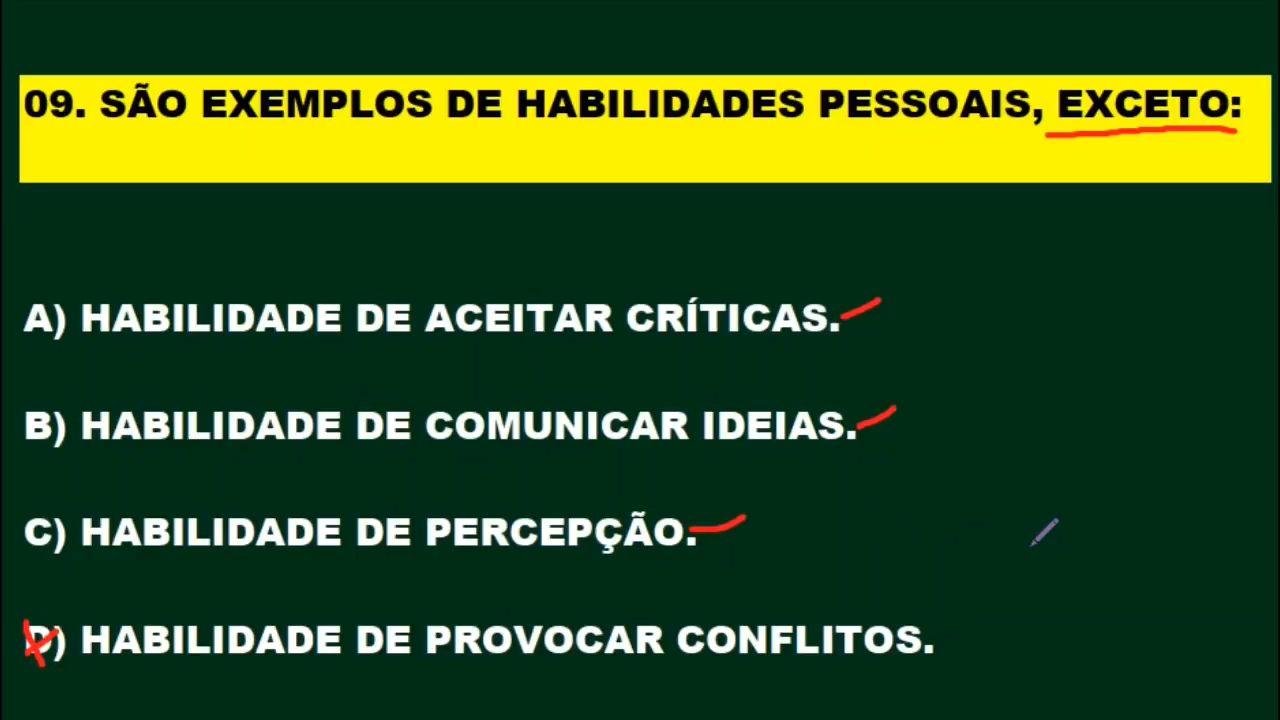 09. SÃO EXEMPLOS DE HABILIDADES PESSOAIS, EXCETO:
A) HABILIDADE DE ACEITAR CRÍTICAS.
B) HABILIDADE DE COMUNICAR IDEIAS.
C) HABILIDADE DE PERCEPÇÃO.
D) HABILIDADE DE PROVOCAR CONFLITOS.